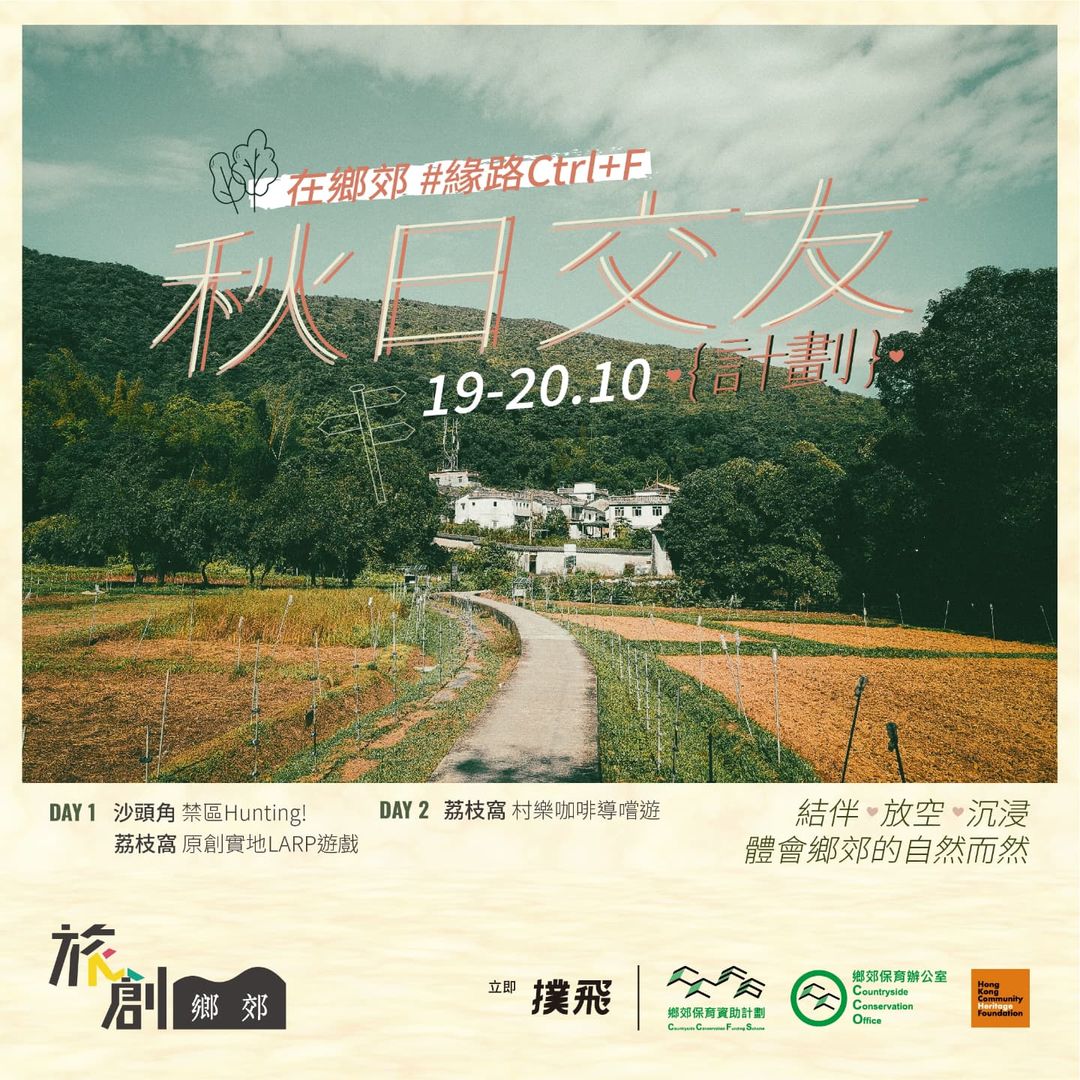 在鄉郊 #緣路Ctrl+F
秋日交友
{計劃}
19-20.10
DAY 1 沙頭角 禁區Hunting!
荔枝窩 原創實地LARP遊戲
DAY 2 荔枝窩 村樂咖啡導嚐遊
結伴 放空 沉浸
體會鄉郊的自然而然
旅創鄉郊
立即 撲飛
鄉郊保育資助計劃
Countryside Conservation Funding Scheme
鄉郊保育辦公室
Countryside
Conservation
Office
Hong
Kong
Community
Heritage
Foundation